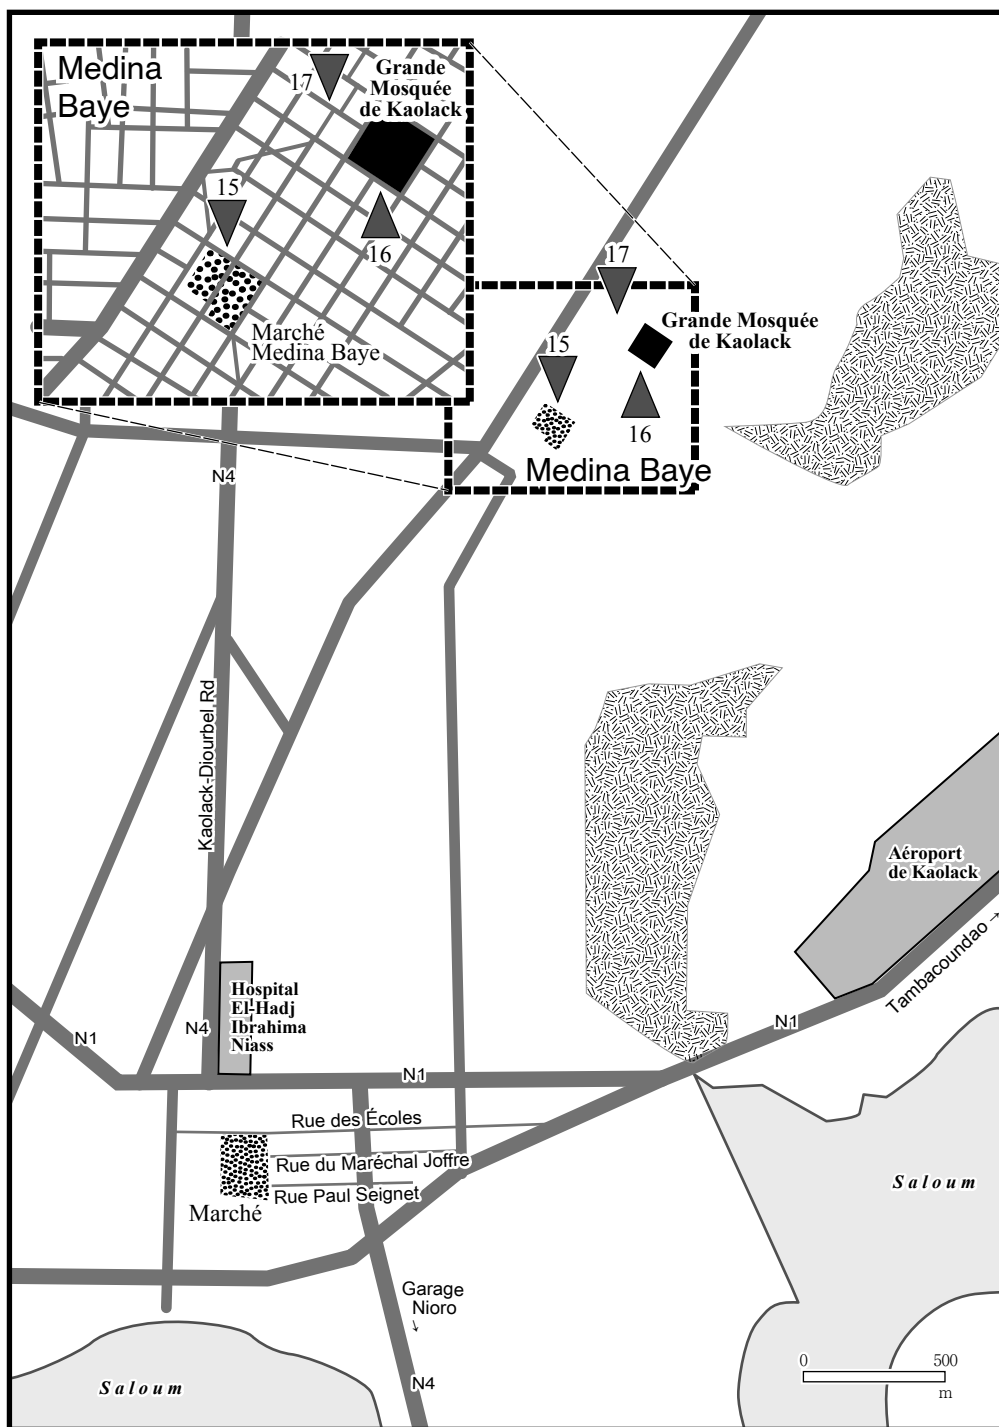 Medina
Baye
17
Grande
Mosquée
de Kaolack
15
16
Marché
Medina Baye
17
Grande Mosquée
de Kaolack
15
16
Medina Baye
N4
Kaolack-Diourbel Rd
Aéroport
de Kaolack
Tambacoundao →
Hospital
El-Hadj
Ibrahima
Niass
N4
N1
N1
N1
Rue des Écoles
Rue du Maréchal Joffre
Rue Paul Seignet
Marché
Saloum
Garage
Nioro
↓
N4
Saloum
0 500
m